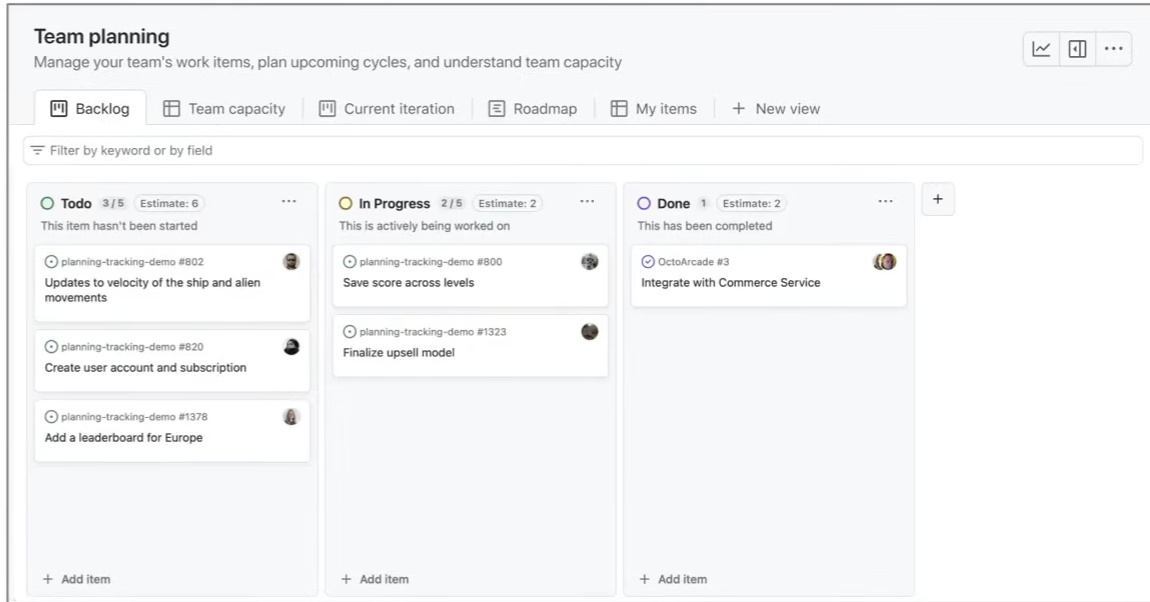 Team planning
Manage your team's work items, plan upcoming cycles, and understand team capacity
Backlog
Team capacity
Current iteration
Roadmap
My items
New view
Filter by keyword or by field
Todo 3 / 5 Estimate: 6
This item hasn't been started
planning-tracking-demo #802
Updates to velocity of the ship and alien
movements
planning-tracking-demo #820
Create user account and subscription
planning-tracking-demo #1378
Add a leaderboard for Europe
+ Add item
In Progress 2 / 5 Estimate: 2
This is actively being worked on
planning-tracking-demo #800
Save score across levels
planning-tracking-demo #1323
Finalize upsell model
+ Add item
Done 1 Estimate: 2
This has been completed
OctoArcade #3
Integrate with Commerce Service
+ Add item